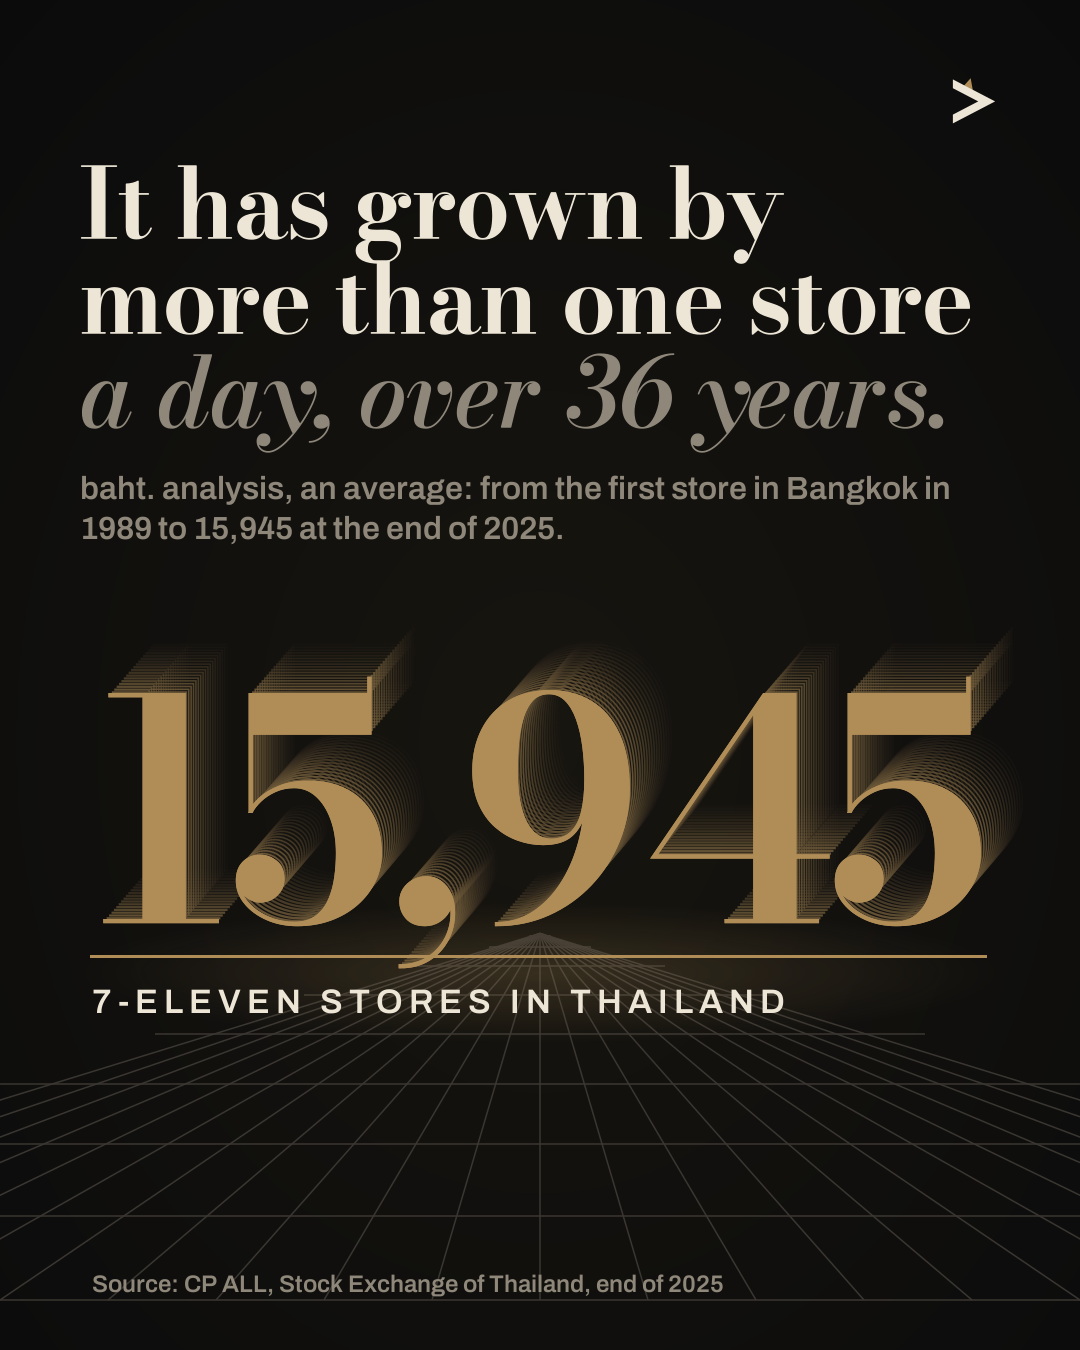 It has grown by
more than one store
a day, over 36 years.
baht. analysis, an average: from the first store in Bangkok in
1989 to 15,945 at the end of 2025.
15,945
7-ELEVEN STORES IN THAILAND
Source: CP ALL, Stock Exchange of Thailand, end of 2025